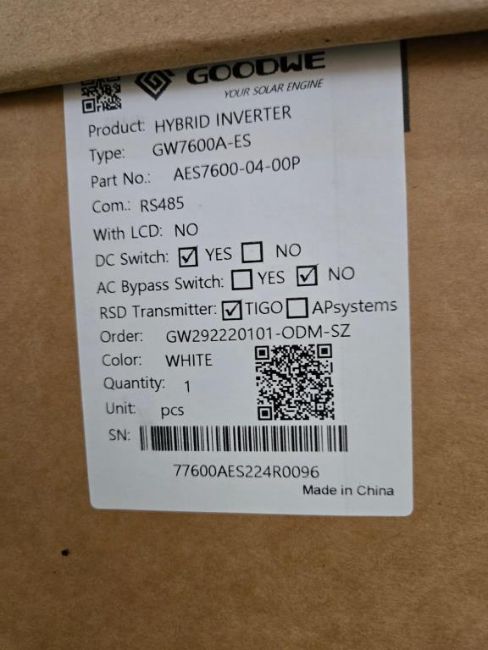 GOODWE
YOUR SOLAR ENGINE
Product: HYBRID INVERTER
Type: GW7600A-ES
Part No.: AES7600-04-00P
Com.: RS485
With LCD: NO
DC Switch: ☑ YES ☐ NO
AC Bypass Switch: ☐ YES ☑ NO
RSD Transmitter: ☑ TIGO ☐ APsystems
Order: GW292220101-ODM-SZ
Color: WHITE
Quantity: 1
Unit: pcs
SN:
77600AES224R0096
Made in China